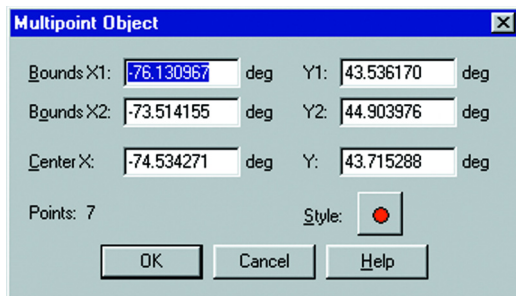 Multipoint Object
Bounds X1: -76.130967 deg Y1: 43.536170 deg
Bounds X2: -73.514155 deg Y2: 44.903976 deg
Center X: -74.534271 deg Y: 43.715288 deg
Points: 7 Style:
OK Cancel Help